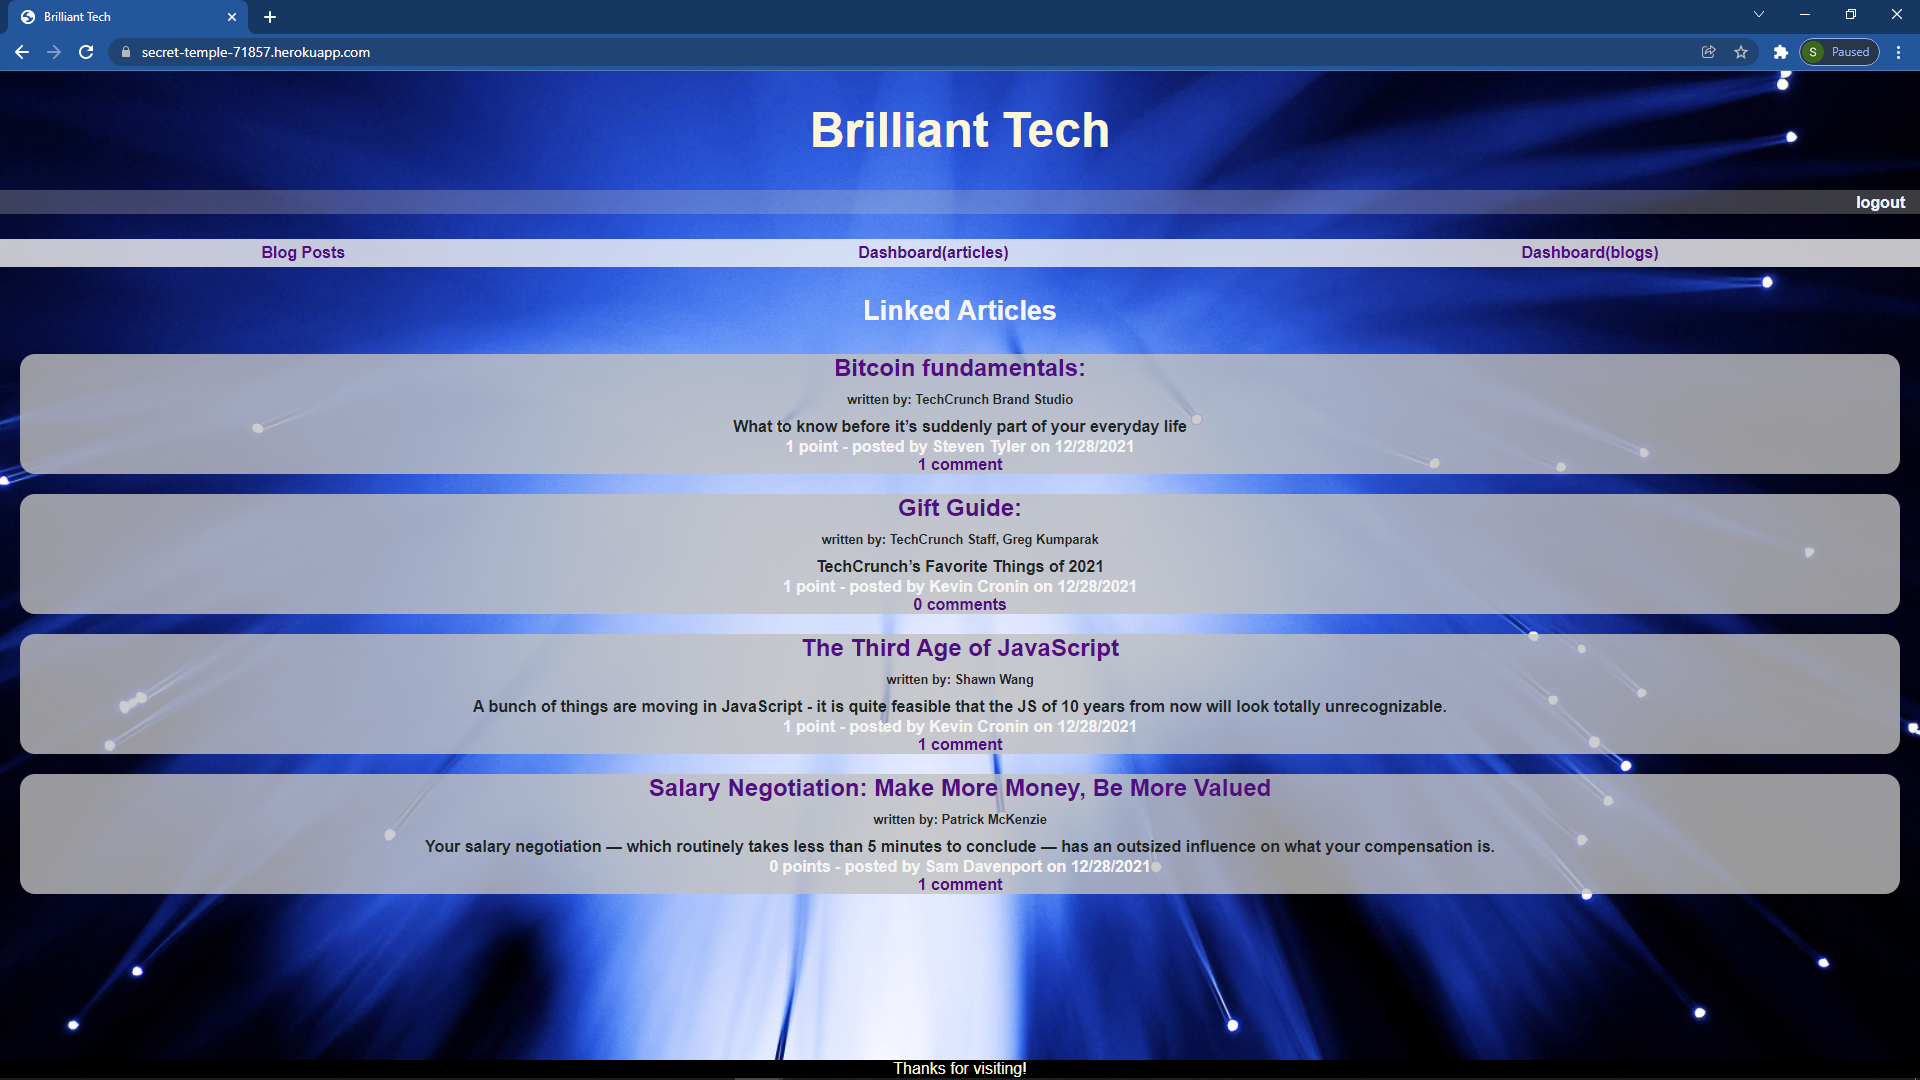 Brilliant Tech
secret-temple-71857.herokuapp.com
S Paused
Brilliant Tech
logout
Blog Posts Dashboard(articles) Dashboard(blogs)
Linked Articles
Bitcoin fundamentals:
written by: TechCrunch Brand Studio
What to know before it’s suddenly part of your everyday life
1 point - posted by Steven Tyler on 12/28/2021
1 comment
Gift Guide:
written by: TechCrunch Staff, Greg Kumparak
TechCrunch’s Favorite Things of 2021
1 point - posted by Kevin Cronin on 12/28/2021
0 comments
The Third Age of JavaScript
written by: Shawn Wang
A bunch of things are moving in JavaScript - it is quite feasible that the JS of 10 years from now will look totally unrecognizable.
1 point - posted by Kevin Cronin on 12/28/2021
1 comment
Salary Negotiation: Make More Money, Be More Valued
written by: Patrick McKenzie
Your salary negotiation — which routinely takes less than 5 minutes to conclude — has an outsized influence on what your compensation is.
0 points - posted by Sam Davenport on 12/28/2021
1 comment
Thanks for visiting!